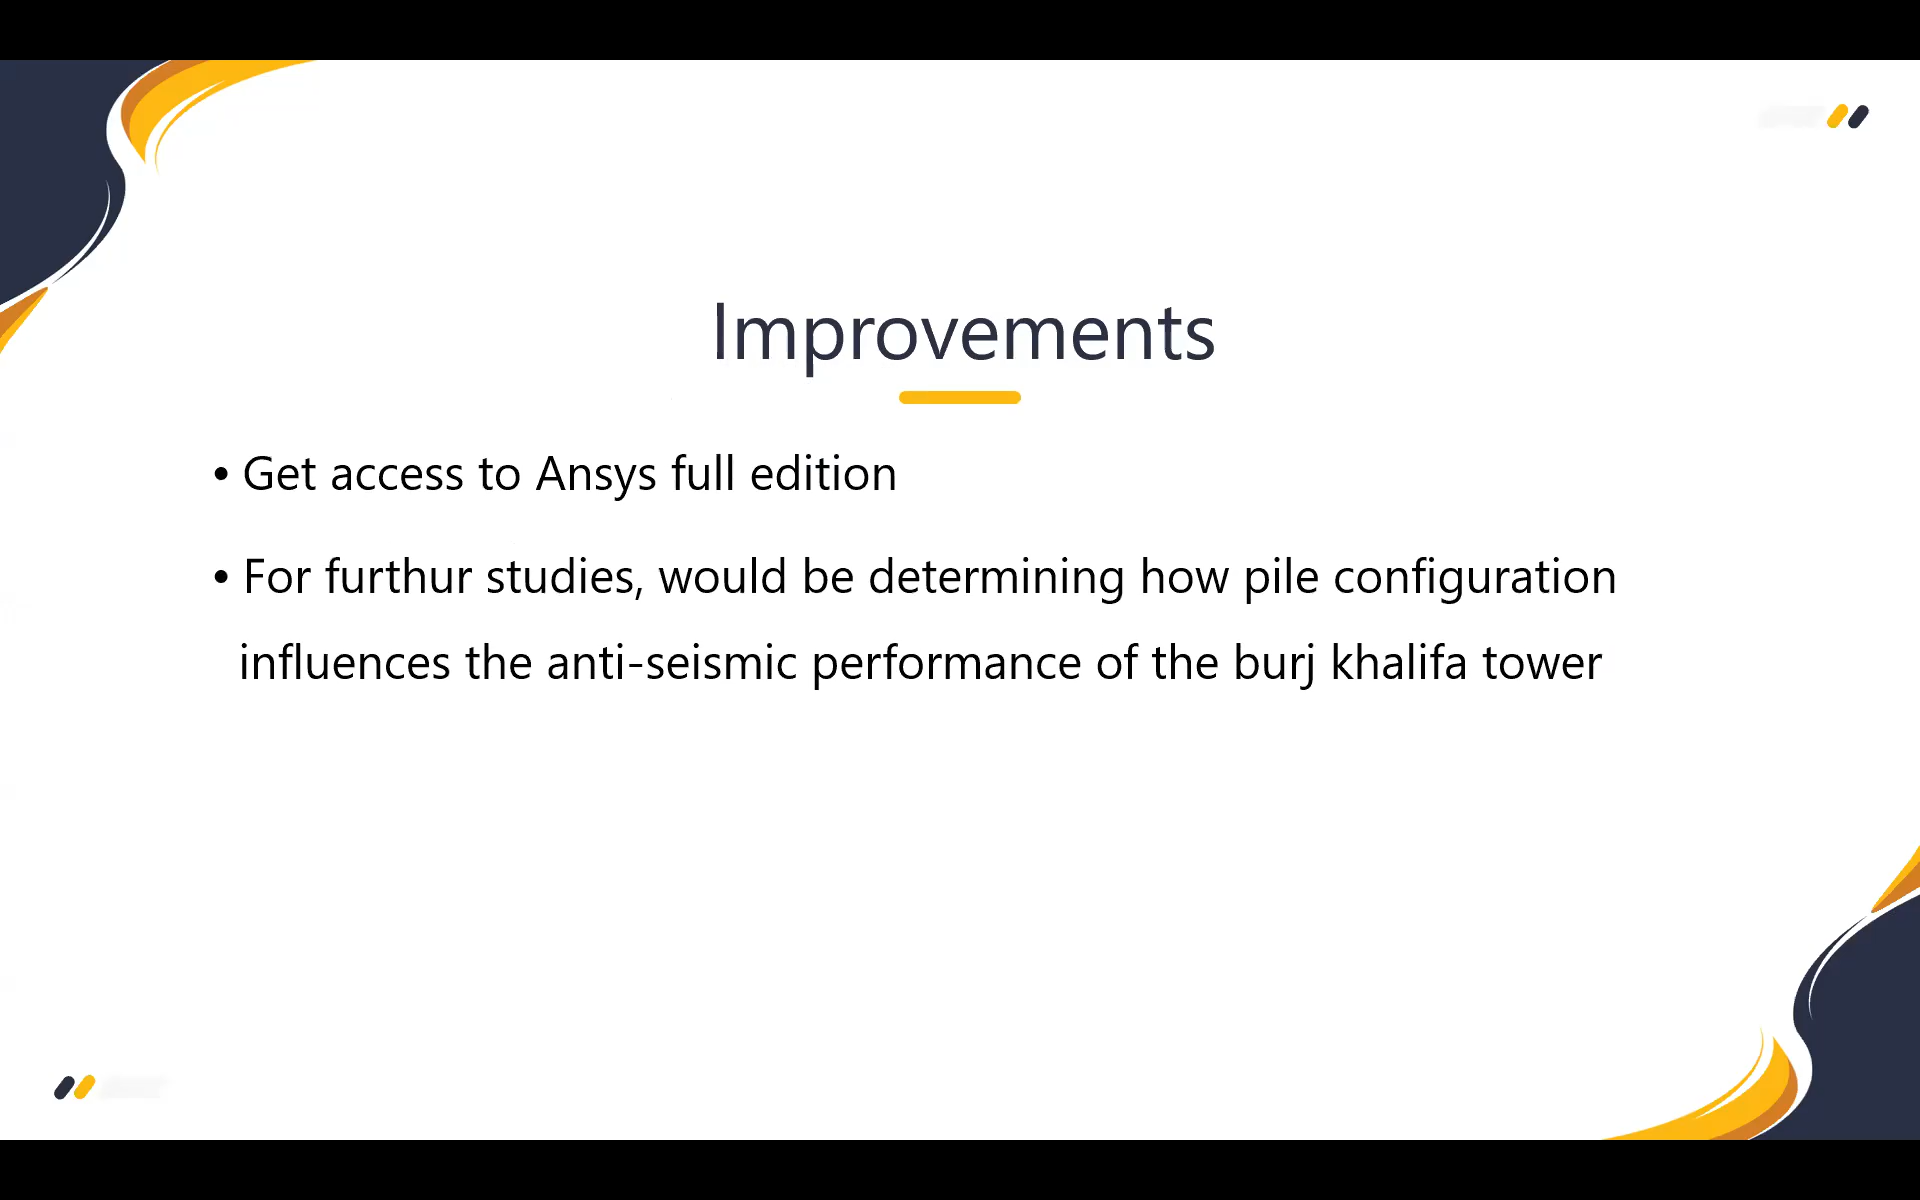 Improvements
• Get access to Ansys full edition
• For furthur studies, would be determining how pile configuration
influences the anti-seismic performance of the burj khalifa tower